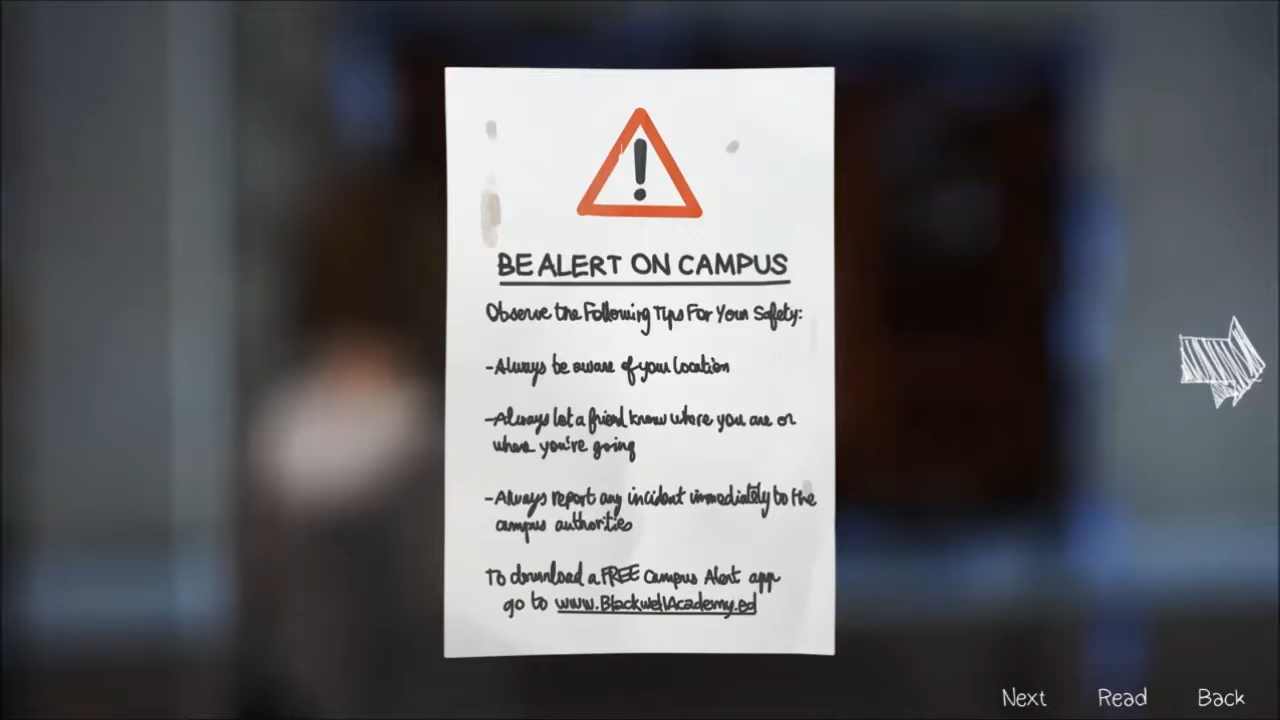 !
BE ALERT ON CAMPUS
Observe the Following Tips For Your Safety:
-Always be aware of your location
-Always let a friend know where you are or
where you're going
-Always report any incident immediately to the
campus authorities
To download a FREE Campus Alert app
go to www.BlackwellAcademy.ed
Next Read Back